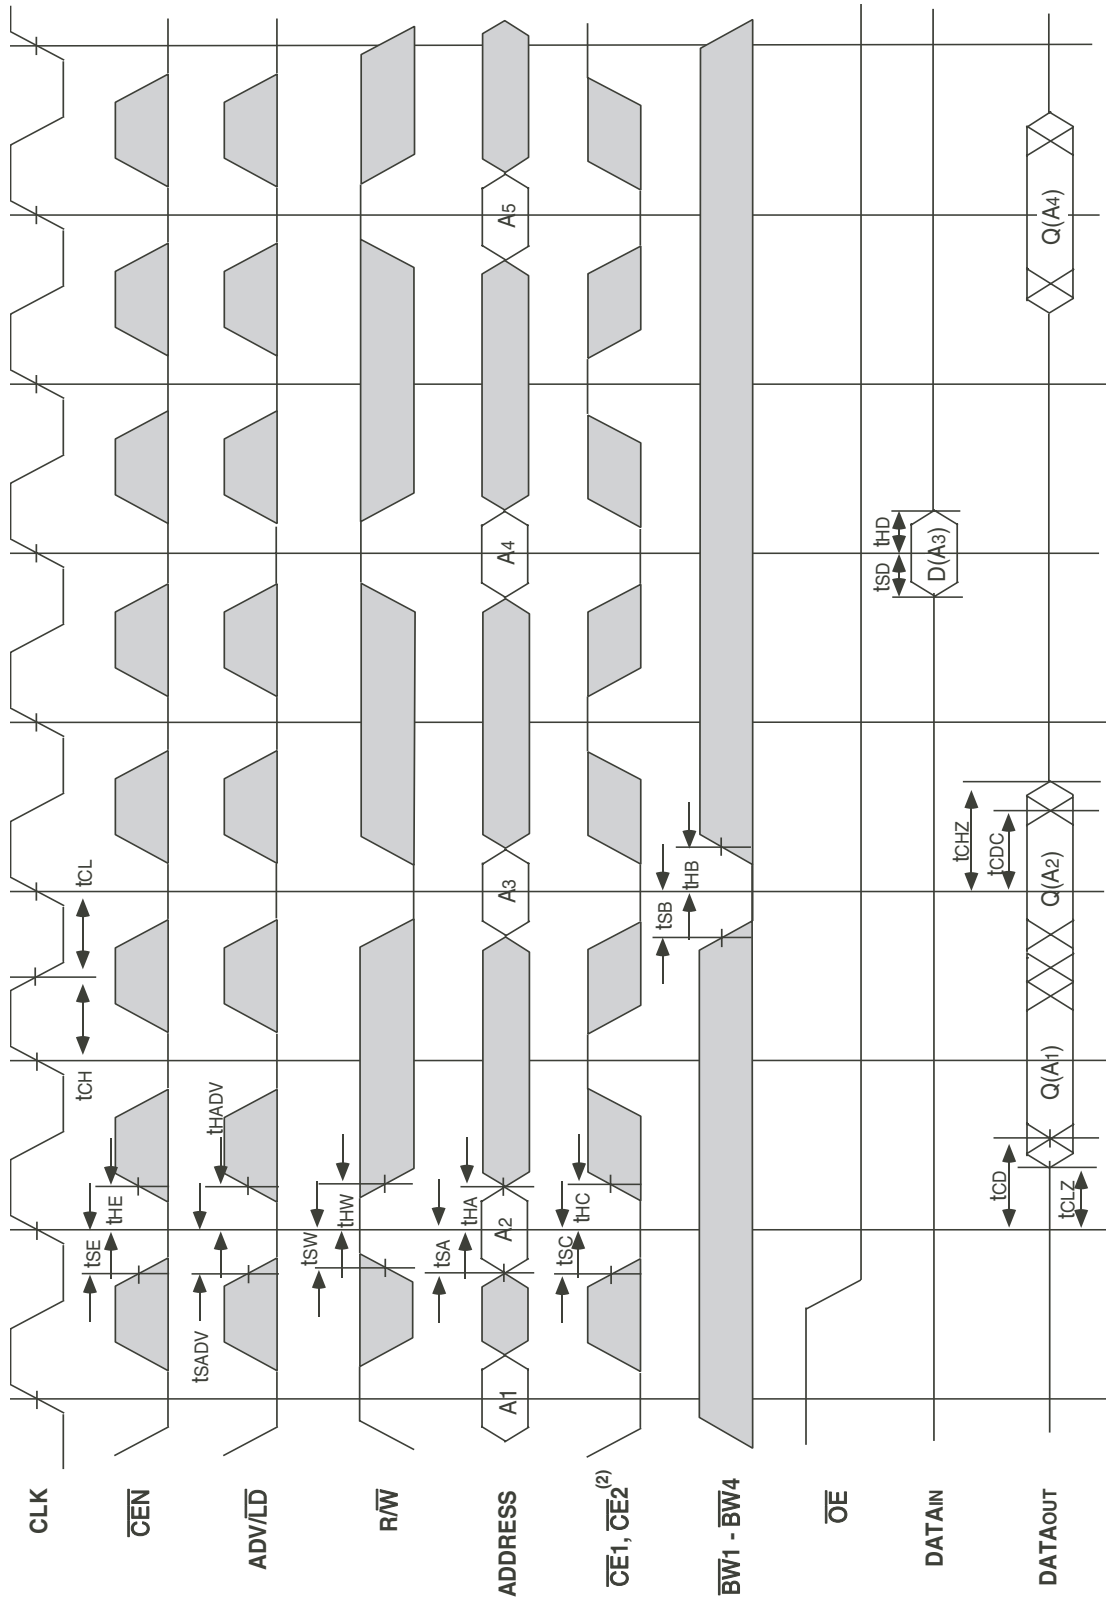 CLK
tCH
tCL
CEN
tSE
tHE
ADV/LD
tSADV
tHADV
R/W
tSW
tHW
ADDRESS
tSA
tHA
A1
A2
A3
A4
A5
CE1, CE2(2)
tSC
tHC
BW1 - BW4
tSB
tHB
OE
DATAIN
tSD
tHD
D(A3)
DATAOUT
tCD
tCLZ
tCHZ
tCDC
Q(A1)
Q(A2)
Q(A4)